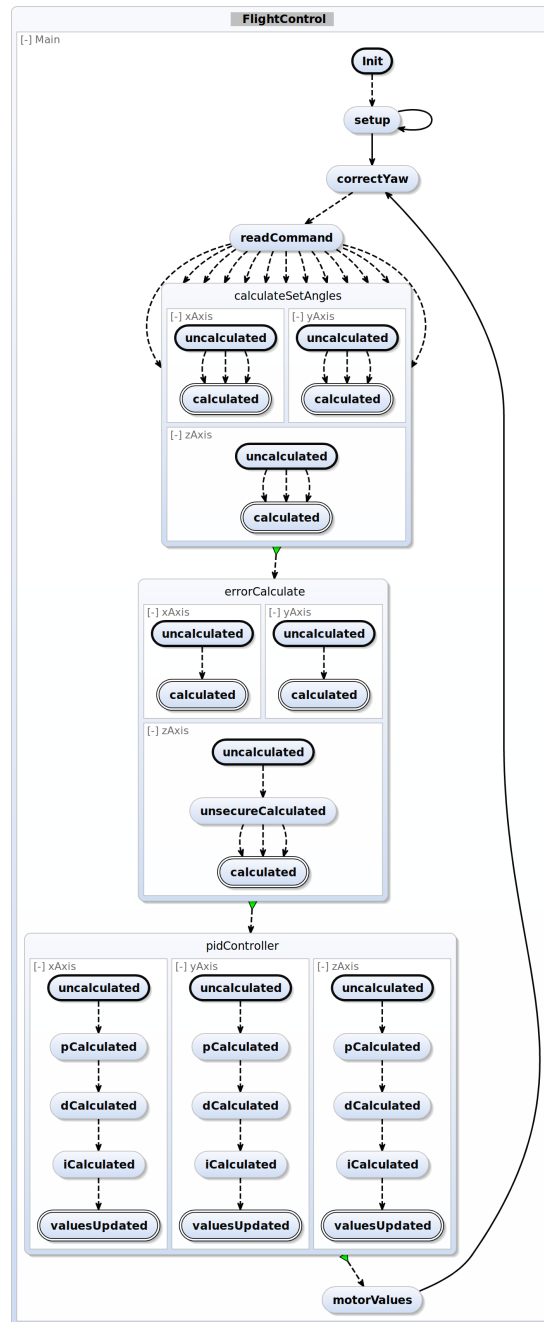 FlightControl
[-] Main
Init
setup
correctYaw
readCommand
calculateSetAngles
[-] xAxis [-] yAxis
uncalculated uncalculated
calculated calculated
[-] zAxis
uncalculated
calculated
errorCalculate
[-] xAxis [-] yAxis
uncalculated uncalculated
calculated calculated
[-] zAxis
uncalculated
unsecureCalculated
calculated
pidController
[-] xAxis [-] yAxis [-] zAxis
uncalculated uncalculated uncalculated
pCalculated pCalculated pCalculated
dCalculated dCalculated dCalculated
iCalculated iCalculated iCalculated
valuesUpdated valuesUpdated valuesUpdated
motorValues